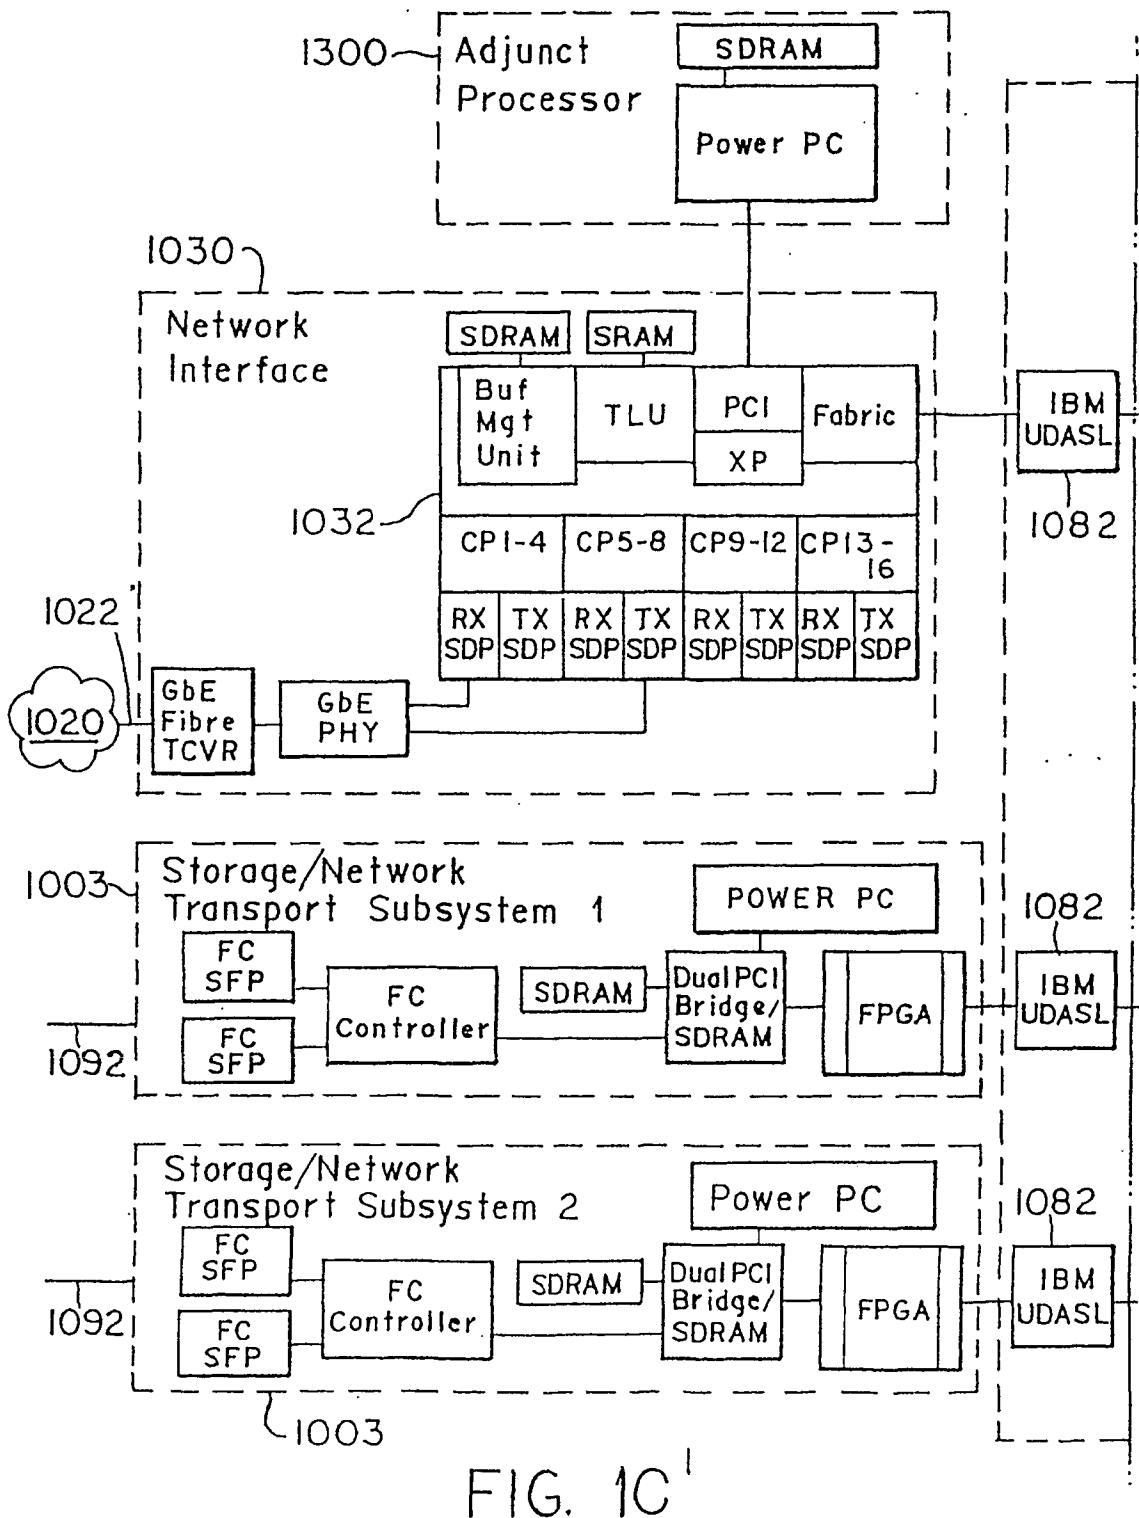 1300
Adjunct
Processor
SDRAM
Power PC
1030
Network
Interface
SDRAM
SRAM
Buf
Mgt
Unit
TLU
PCI
XP
Fabric
IBM
UDASL
1082
1032
CP1-4
CP5-8
CP9-12
CP13-
16
RX
SDP
TX
SDP
RX
SDP
TX
SDP
RX
SDP
TX
SDP
RX
SDP
TX
SDP
1022
1020
GbE
Fibre
TCVR
GbE
PHY
1003
Storage/Network
Transport Subsystem 1
POWER PC
1082
FC
SFP
FC
SFP
FC
Controller
SDRAM
Dual PCI
Bridge/
SDRAM
FPGA
IBM
UDASL
1092
Storage/Network
Transport Subsystem 2
Power PC
1082
FC
SFP
FC
SFP
FC
Controller
SDRAM
Dual PCI
Bridge/
SDRAM
FPGA
IBM
UDASL
1092
1003
FIG. 1C'